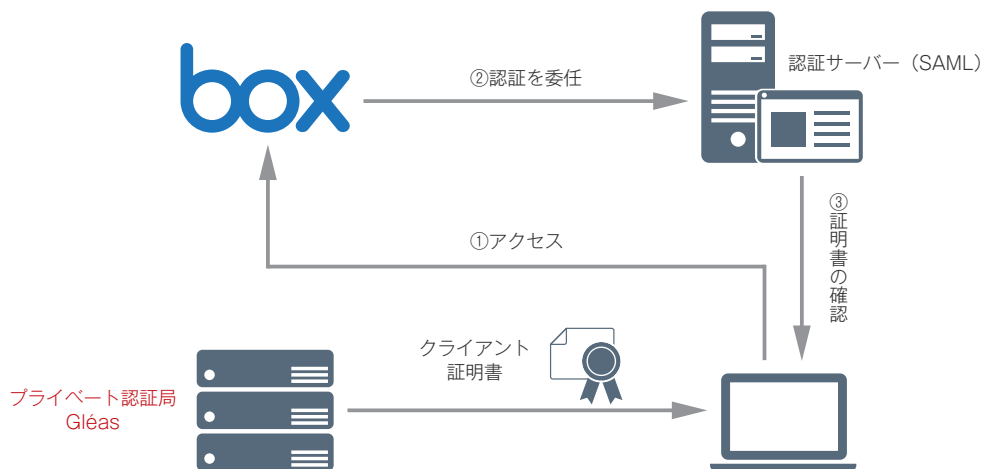 box
②認証を委任
認証サーバー（SAML）
①アクセス
③証明書の確認
クライアント
証明書
プライベート認証局
Gléas